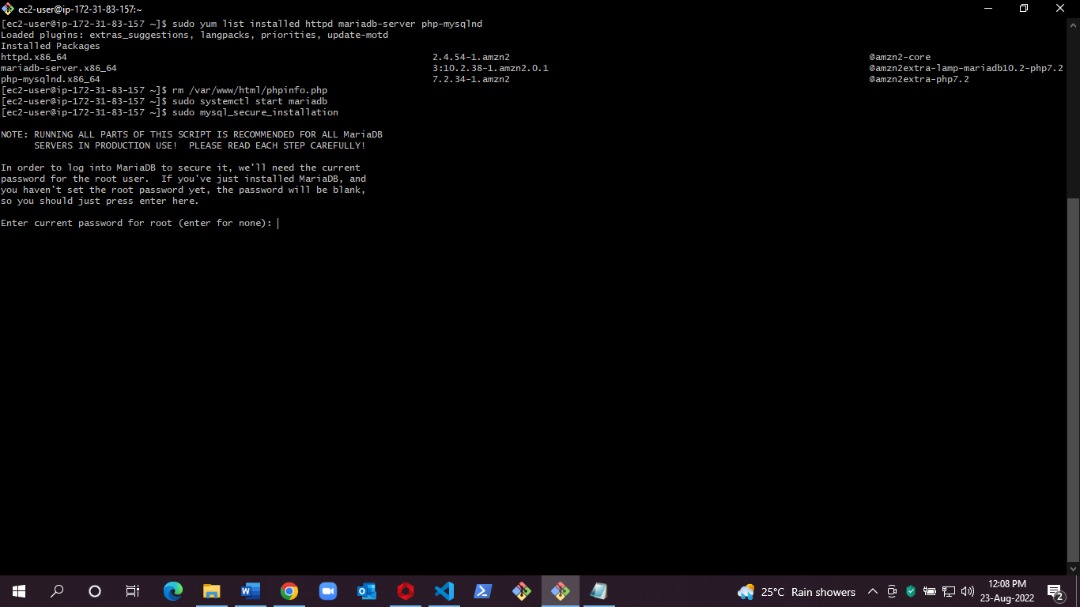 ec2-user@ip-172-31-83-157:~
[ec2-user@ip-172-31-83-157 ~]$ sudo yum list installed httpd mariadb-server php-mysqlnd
Loaded plugins: extras_suggestions, langpacks, priorities, update-motd
Installed Packages
httpd.x86_64 2.4.54-1.amzn2 @amzn2-core
mariadb-server.x86_64 3:10.2.38-1.amzn2.0.1 @amzn2extra-lamp-mariadb10.2-php7.2
php-mysqlnd.x86_64 7.2.34-1.amzn2 @amzn2extra-php7.2
[ec2-user@ip-172-31-83-157 ~]$ rm /var/www/html/phpinfo.php
[ec2-user@ip-172-31-83-157 ~]$ sudo systemctl start mariadb
[ec2-user@ip-172-31-83-157 ~]$ sudo mysql_secure_installation
NOTE: RUNNING ALL PARTS OF THIS SCRIPT IS RECOMMENDED FOR ALL MariaDB
SERVERS IN PRODUCTION USE!  PLEASE READ EACH STEP CAREFULLY!
In order to log into MariaDB to secure it, we'll need the current
password for the root user.  If you've just installed MariaDB, and
you haven't set the root password yet, the password will be blank,
so you should just press enter here.
Enter current password for root (enter for none):
25°C Rain showers
12:08 PM
23-Aug-2022
2